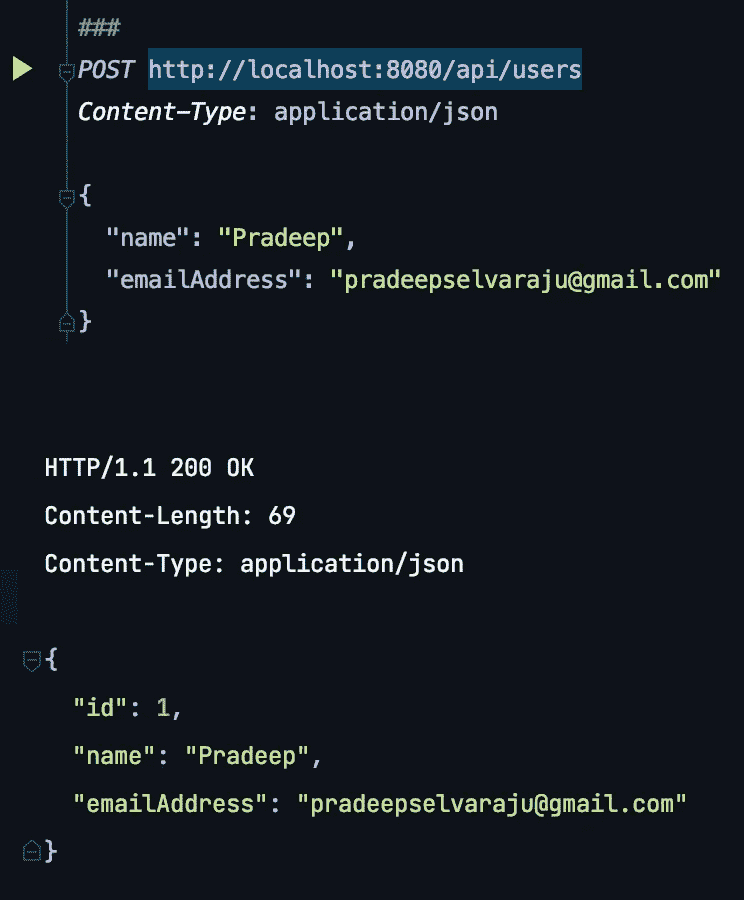 ###
POST http://localhost:8080/api/users
Content-Type: application/json
{
"name": "Pradeep",
"emailAddress": "pradeepselvaraju@gmail.com"
}
HTTP/1.1 200 OK
Content-Length: 69
Content-Type: application/json
{
"id": 1,
"name": "Pradeep",
"emailAddress": "pradeepselvaraju@gmail.com"
}